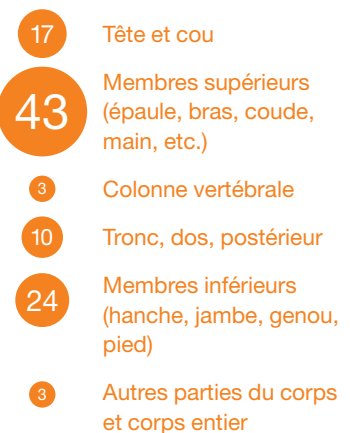 17 Tête et cou
43 Membres supérieurs
(épaule, bras, coude,
main, etc.)
3 Colonne vertébrale
10 Tronc, dos, postérieur
24 Membres inférieurs
(hanche, jambe, genou,
pied)
3 Autres parties du corps
et corps entier